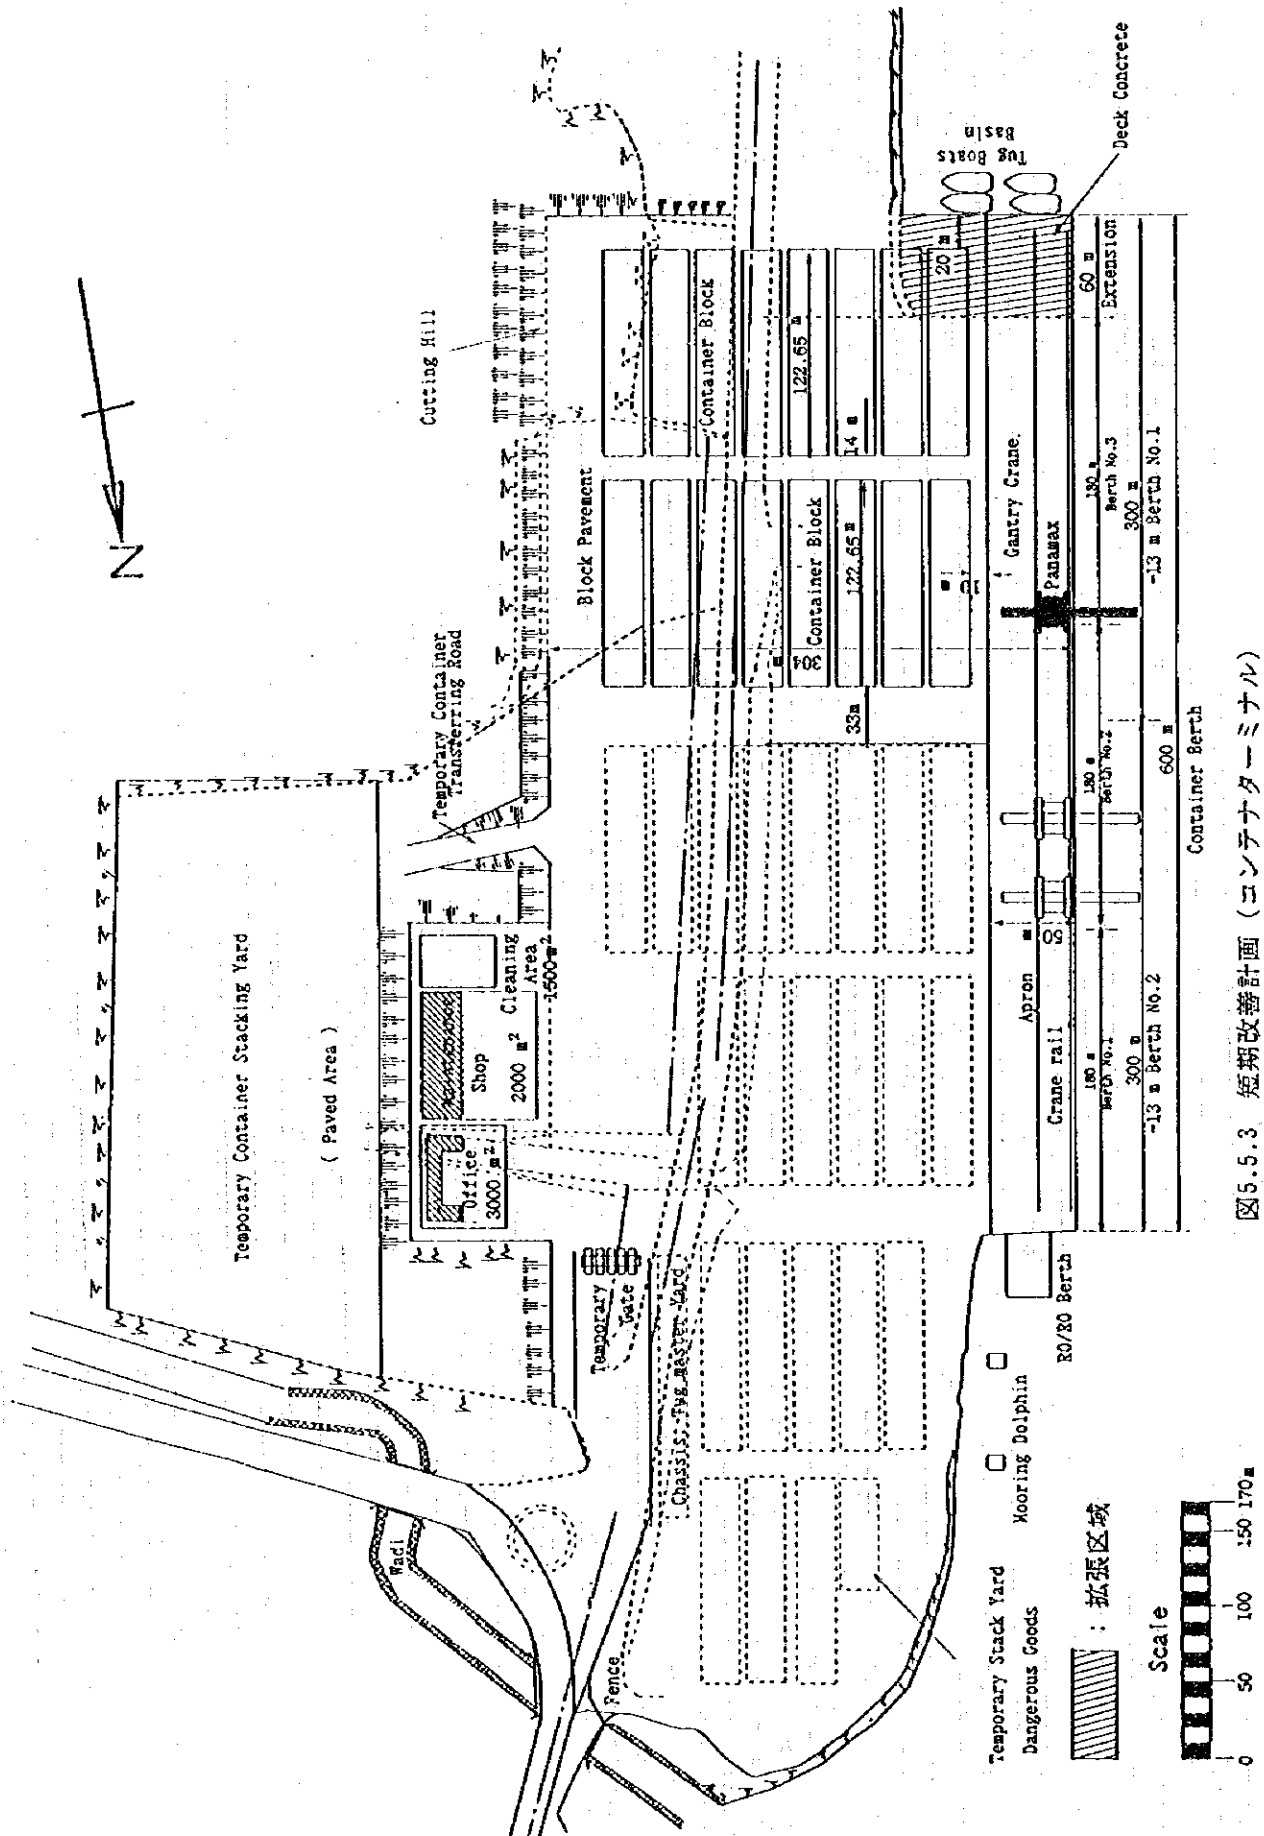 N
Cutting Hill
Tug Boats
Basin
Deck Concrete
Temporary Container Stacking Yard
( Paved Area )
Temporary Container
Transferring Road
Block Pavement
Container Block
122.65 m
14 m
20 m
60 m
Extension
Container Block
122.65 m
304 m
10 m
33m
Gantry Crane
Panamax
Cleaning
Area
1500 m²
Maintenance
Shop
2000 m²
Office
3000 m²
Temporary
Gate
Chassis, Tug master Yard
Wadi
Fence
Apron
50 m
Crane rail
180 m
Berth No.1
180 m
Berth No.2
180 m
Berth No.3
300 m
-13 m Berth No.2
300 m
-13 m Berth No.1
600 m
Container Berth
RO/RO Berth
Mooring Dolphin
Temporary Stack Yard
Dangerous Goods
: 拡張区域
Scale
0 50 100 150 170m
図5.5.3 短期改善計画 (コンテナターミナル)